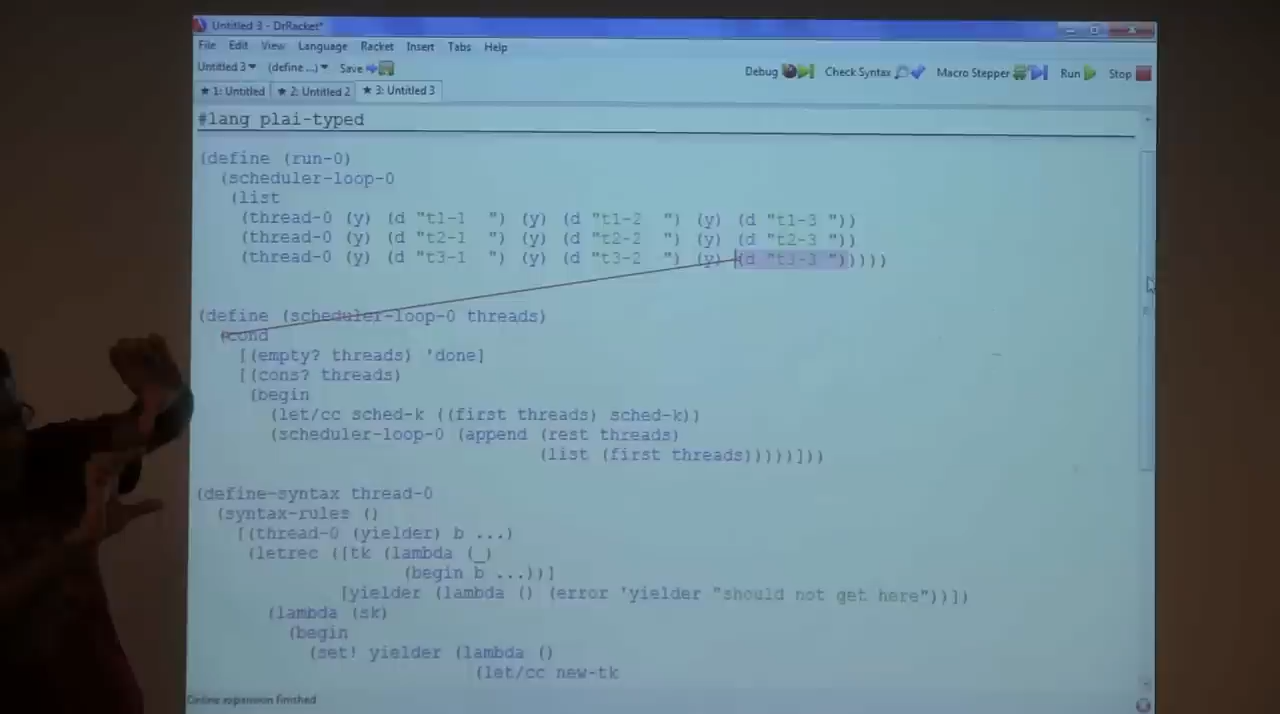 Untitled 3 - DrRacket*
File Edit View Language Racket Insert Tabs Help
Untitled 3 (define ...) Save Debug Check Syntax Macro Stepper Run Stop
1: Untitled 2: Untitled 2 3: Untitled 3
#lang plai-typed
(define (run-0)
(scheduler-loop-0
(list
(thread-0 (y) (d "t1-1 ") (y) (d "t1-2 ") (y) (d "t1-3 "))
(thread-0 (y) (d "t2-1 ") (y) (d "t2-2 ") (y) (d "t2-3 "))
(thread-0 (y) (d "t3-1 ") (y) (d "t3-2 ") (y) (d "t3-3 ")))))
(define (scheduler-loop-0 threads)
(cond
[(empty? threads) 'done]
[(cons? threads)
(begin
(let/cc sched-k ((first threads) sched-k))
(scheduler-loop-0 (append (rest threads)
(list (first threads)))))]))
(define-syntax thread-0
(syntax-rules ()
[(thread-0 (yielder) b ...)
(letrec ([tk (lambda (_)
(begin b ...))]
[yielder (lambda () (error 'yielder "should not get here"))])
(lambda (sk)
(begin
(set! yielder (lambda ()
(let/cc new-tk
Online expansion finished